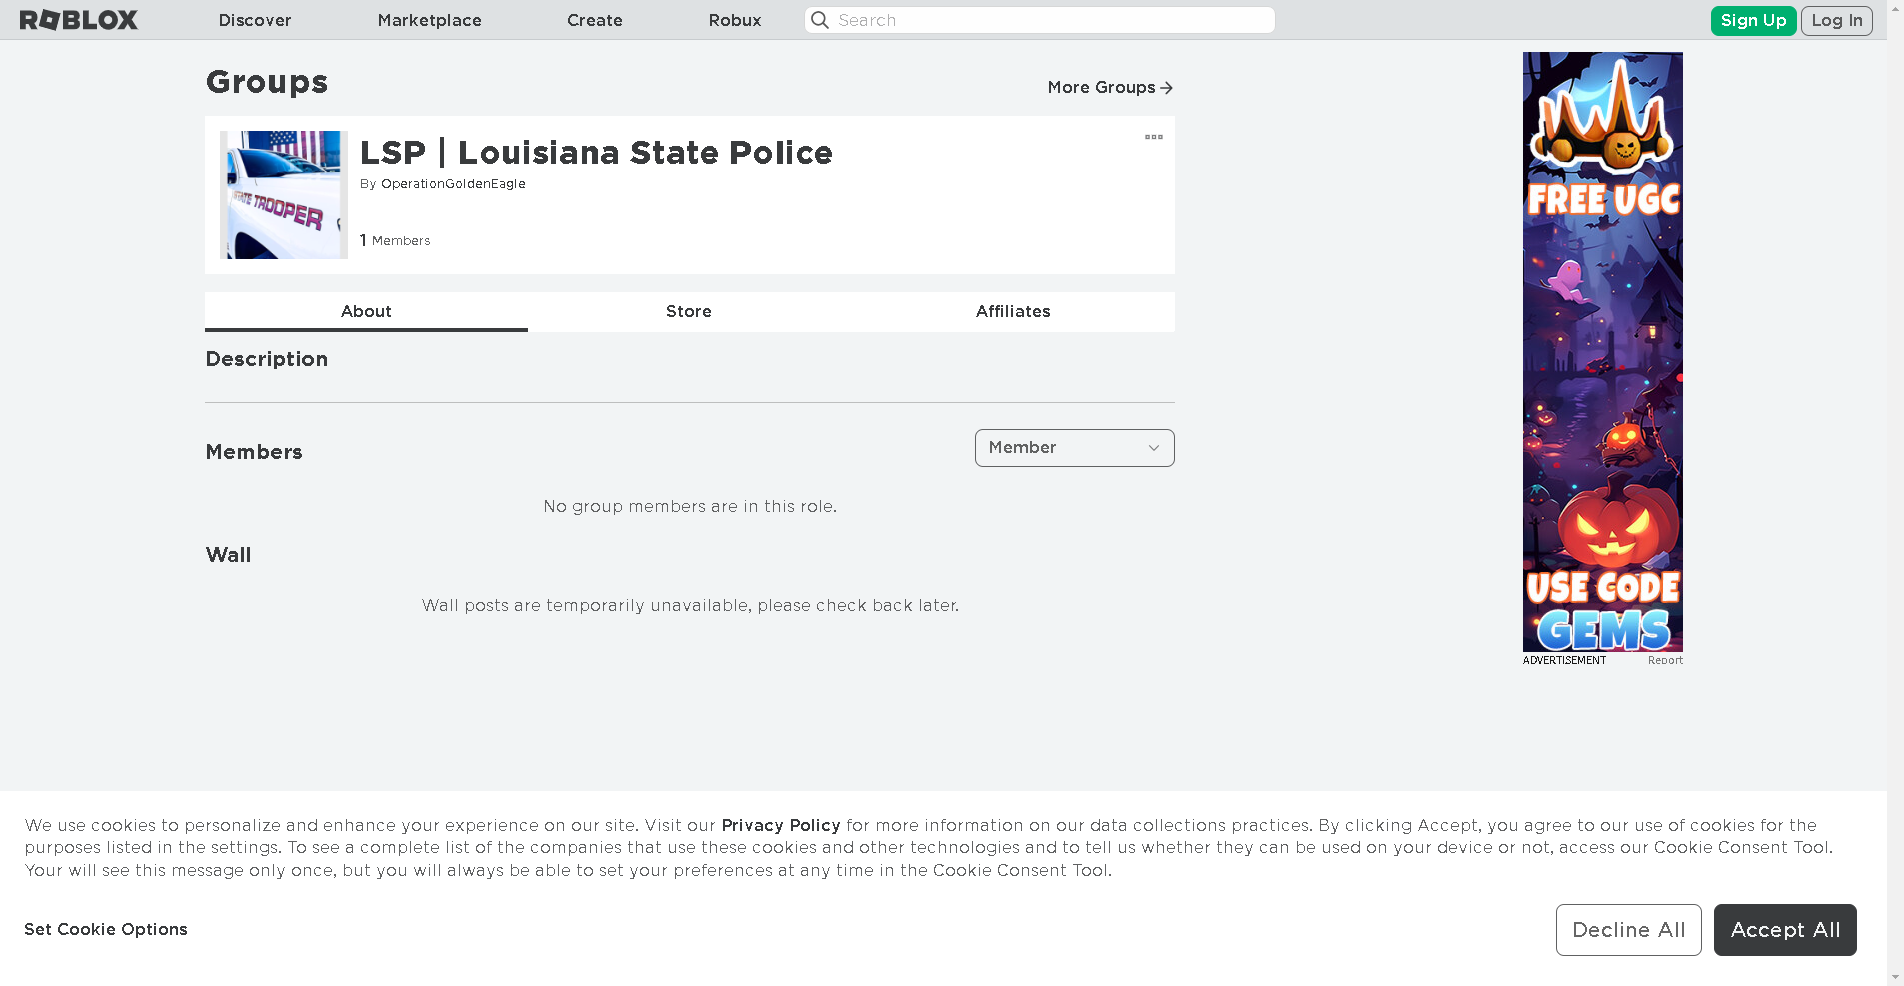 ROBLOX
Discover
Marketplace
Create
Robux
Search
Sign Up
Log In
Groups
More Groups
LSP | Louisiana State Police
By OperationGoldenEagle
STATE TROOPER
1 Members
About
Store
Affiliates
Description
Members
Member
No group members are in this role.
Wall
Wall posts are temporarily unavailable, please check back later.
FREE UGC
USE CODE
GEMS
ADVERTISEMENT
Report
We use cookies to personalize and enhance your experience on our site. Visit our Privacy Policy for more information on our data collections practices. By clicking Accept, you agree to our use of cookies for the
purposes listed in the settings. To see a complete list of the companies that use these cookies and other technologies and to tell us whether they can be used on your device or not, access our Cookie Consent Tool.
Your will see this message only once, but you will always be able to set your preferences at any time in the Cookie Consent Tool.
Set Cookie Options
Decline All
Accept All